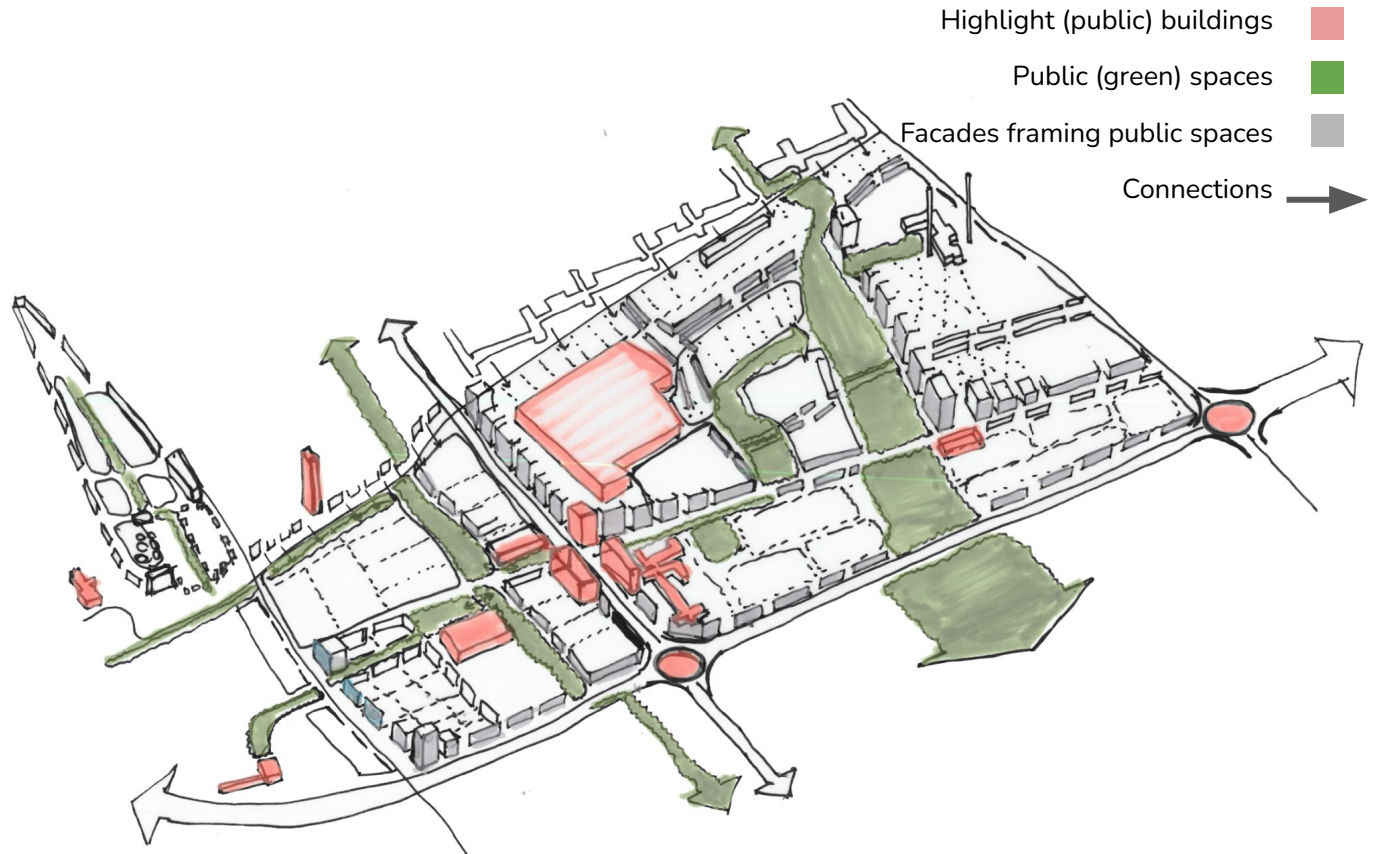 Highlight (public) buildings
Public (green) spaces
Facades framing public spaces
Connections